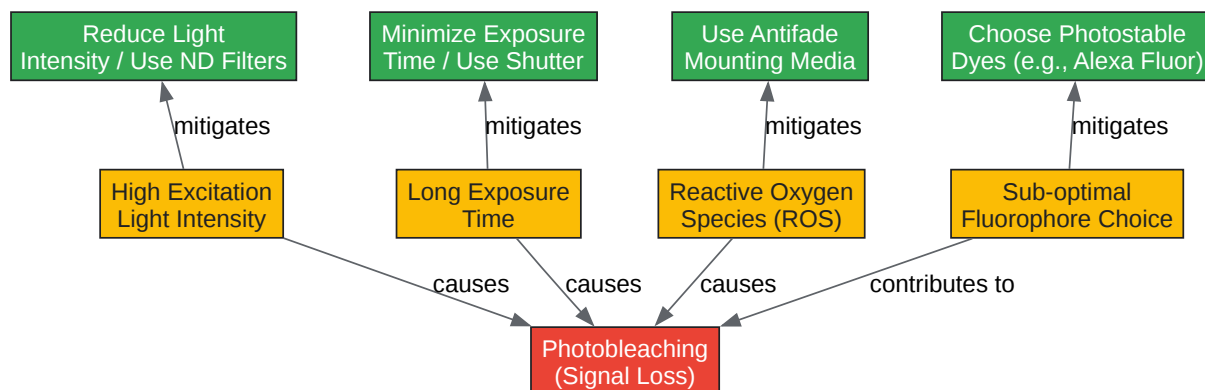 Reduce Light
Intensity / Use ND Filters
Minimize Exposure
Time / Use Shutter
Use Antifade
Mounting Media
Choose Photostable
Dyes (e.g., Alexa Fluor)
mitigates
mitigates
mitigates
mitigates
High Excitation
Light Intensity
Long Exposure
Time
Reactive Oxygen
Species (ROS)
Sub-optimal
Fluorophore Choice
causes
causes
causes
contributes to
Photobleaching
(Signal Loss)